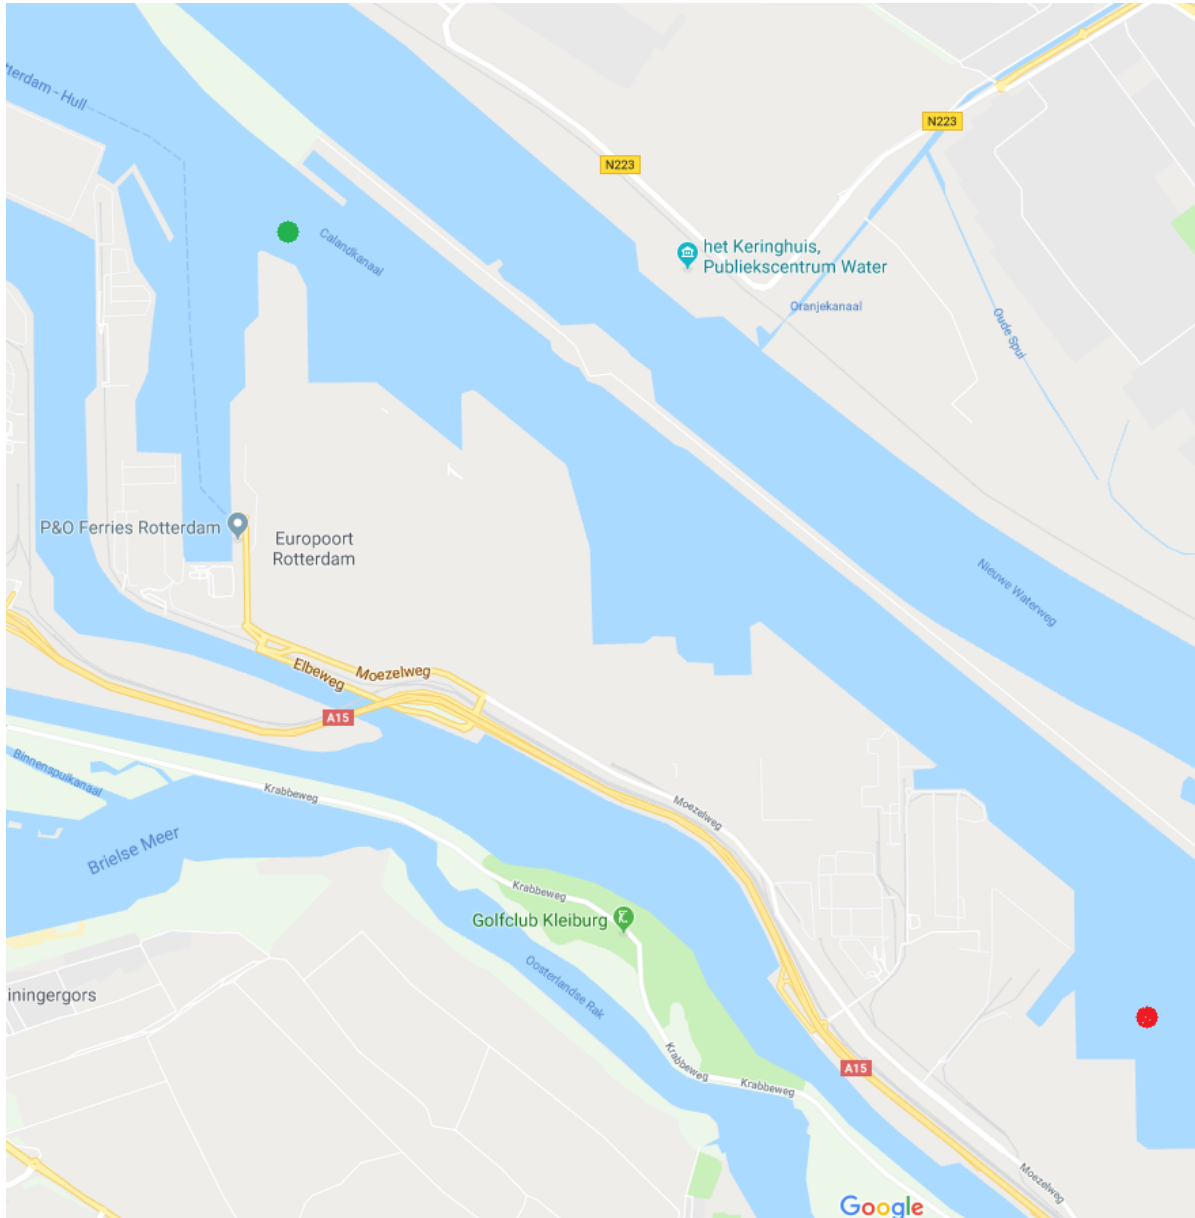 tterdam - Hull
N223
N223
Calandkanaal
het Keringhuis,
Publiekscentrum Water
Oranjekanaal
Oude Spui
P&O Ferries Rotterdam
Europoort
Rotterdam
Nieuwe Waterweg
Elbeweg
Moezelweg
A15
Binnenspuikanaal
Krabbeweg
Moezelweg
Brielse Meer
Krabbeweg
Golfclub Kleiburg
Oosterlandse Rak
iningergors
Krabbeweg
Krabbeweg
A15
Moezelweg
Google